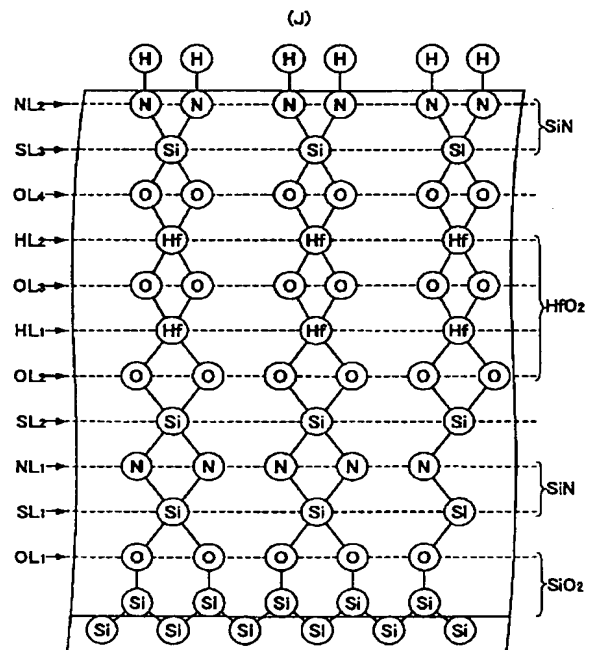 (J)
H H H H H H
NL2 N N N N N N
SiN
SL3 Si Si SI
OL4 O O O O O O
HL2 Hf Hf Hf
OL3 O O O O O O
HfO2
HL1 Hf Hf Hf
OL2 O O O O O O
SL2 Si Si Si
NL1 N N N N N
SiN
SL1 Si Si SI
OL1 O O O O O
SiO2
Si SI Si Si Si
Si SI SI SI Si Si